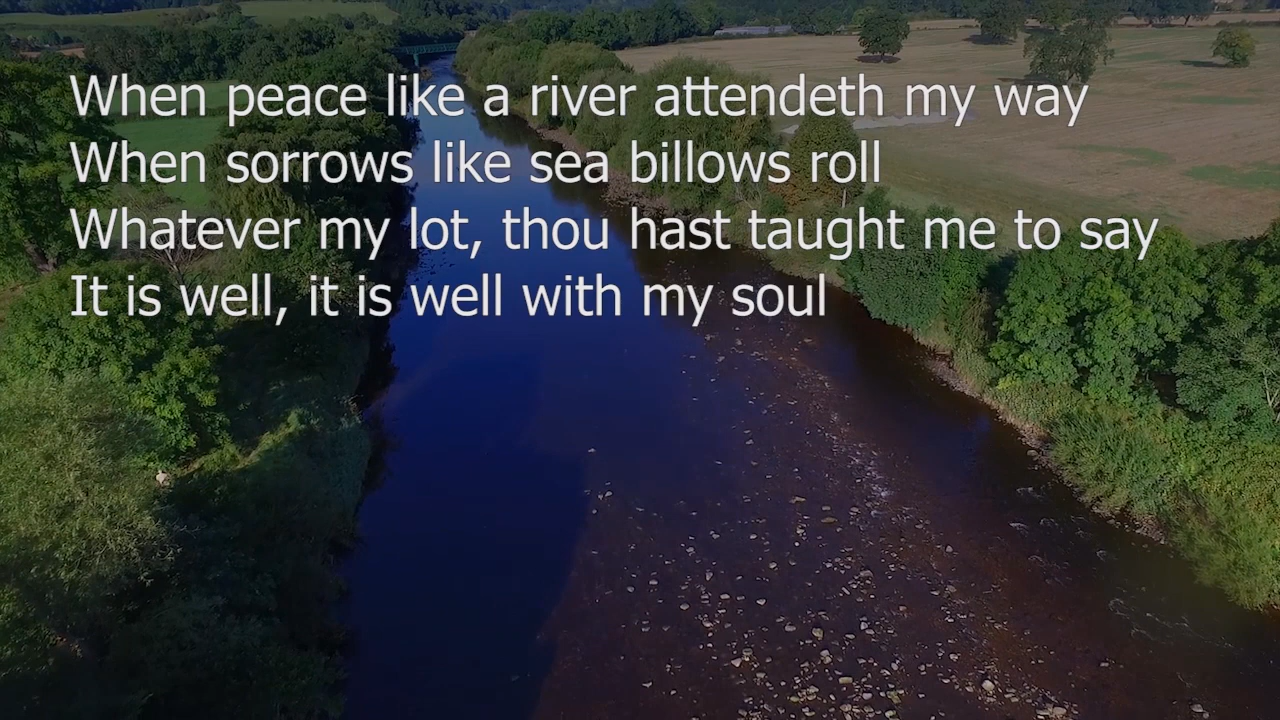 When peace like a river attendeth my way
When sorrows like sea billows roll
Whatever my lot, thou hast taught me to say
It is well, it is well with my soul